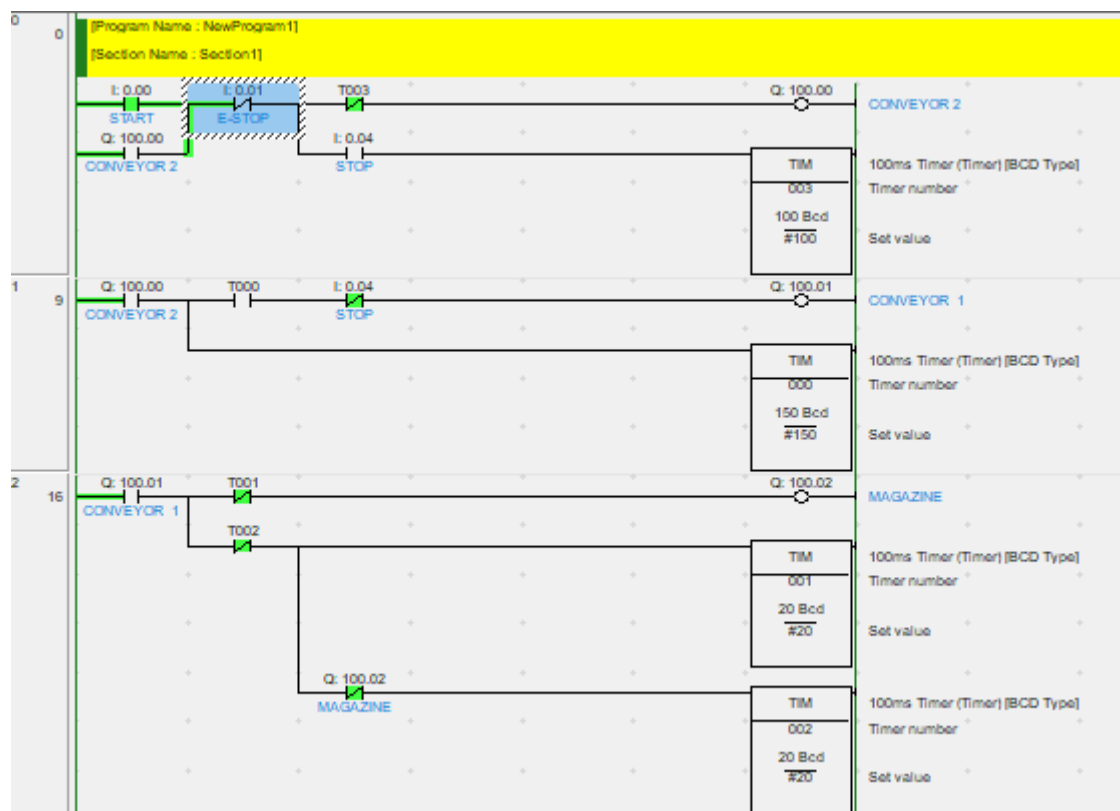 0
0
[Program Name : NewProgram1]
[Section Name : Section1]
I: 0.00 I: 0.01 T003 Q: 100.00
START E-STOP CONVEYOR 2
Q: 100.00 I: 0.04
CONVEYOR 2 STOP
TIM 100ms Timer (Timer) [BCD Type]
003 Timer number
100 Bcd
#100 Set value
1
9
Q: 100.00 T000 I: 0.04 Q: 100.01
CONVEYOR 2 STOP CONVEYOR 1
TIM 100ms Timer (Timer) [BCD Type]
000 Timer number
150 Bcd
#150 Set value
2
16
Q: 100.01 T001 Q: 100.02
CONVEYOR 1 MAGAZINE
T002
TIM 100ms Timer (Timer) [BCD Type]
001 Timer number
20 Bcd
#20 Set value
Q: 100.02
MAGAZINE
TIM 100ms Timer (Timer) [BCD Type]
002 Timer number
20 Bcd
#20 Set value